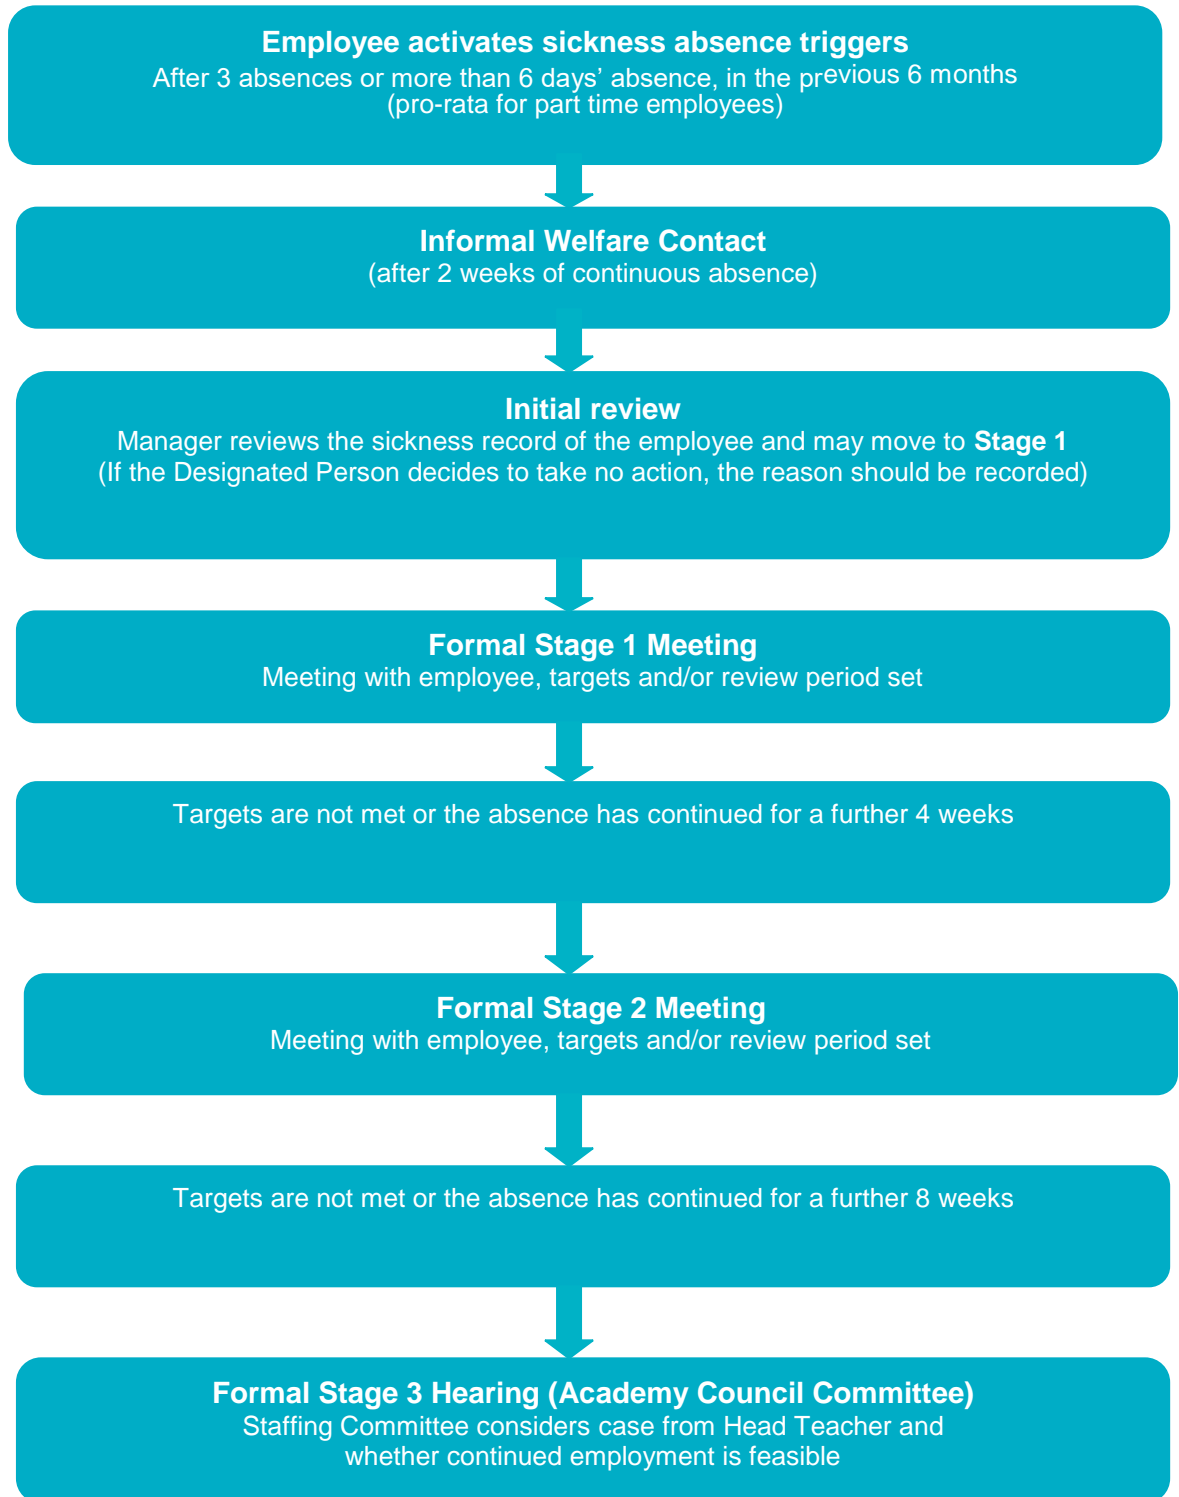 Employee activates sickness absence triggers
After 3 absences or more than 6 days’ absence, in the previous 6 months
(pro-rata for part time employees)
Informal Welfare Contact
(after 2 weeks of continuous absence)
Initial review
Manager reviews the sickness record of the employee and may move to Stage 1
(If the Designated Person decides to take no action, the reason should be recorded)
Formal Stage 1 Meeting
Meeting with employee, targets and/or review period set
Targets are not met or the absence has continued for a further 4 weeks
Formal Stage 2 Meeting
Meeting with employee, targets and/or review period set
Targets are not met or the absence has continued for a further 8 weeks
Formal Stage 3 Hearing (Academy Council Committee)
Staffing Committee considers case from Head Teacher and
whether continued employment is feasible